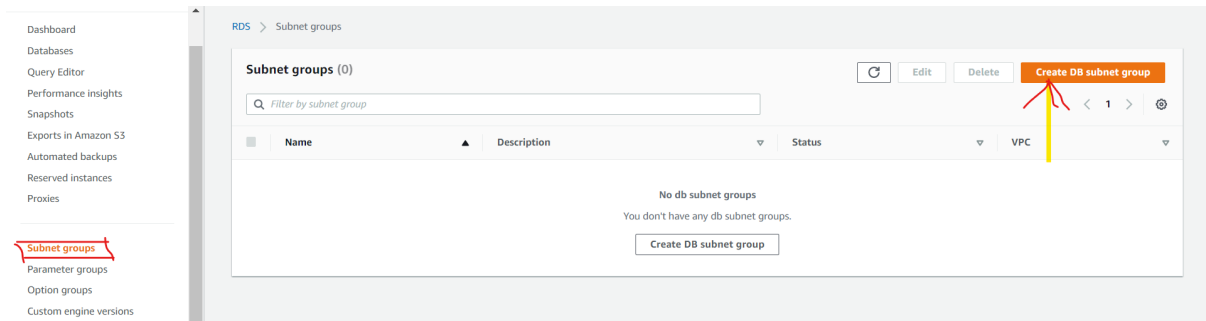 Dashboard
Databases
Query Editor
Performance insights
Snapshots
Exports in Amazon S3
Automated backups
Reserved instances
Proxies
Subnet groups
Parameter groups
Option groups
Custom engine versions
RDS > Subnet groups
Subnet groups (0)
Edit Delete Create DB subnet group
Filter by subnet group
1
Name Description Status VPC
No db subnet groups
You don't have any db subnet groups.
Create DB subnet group